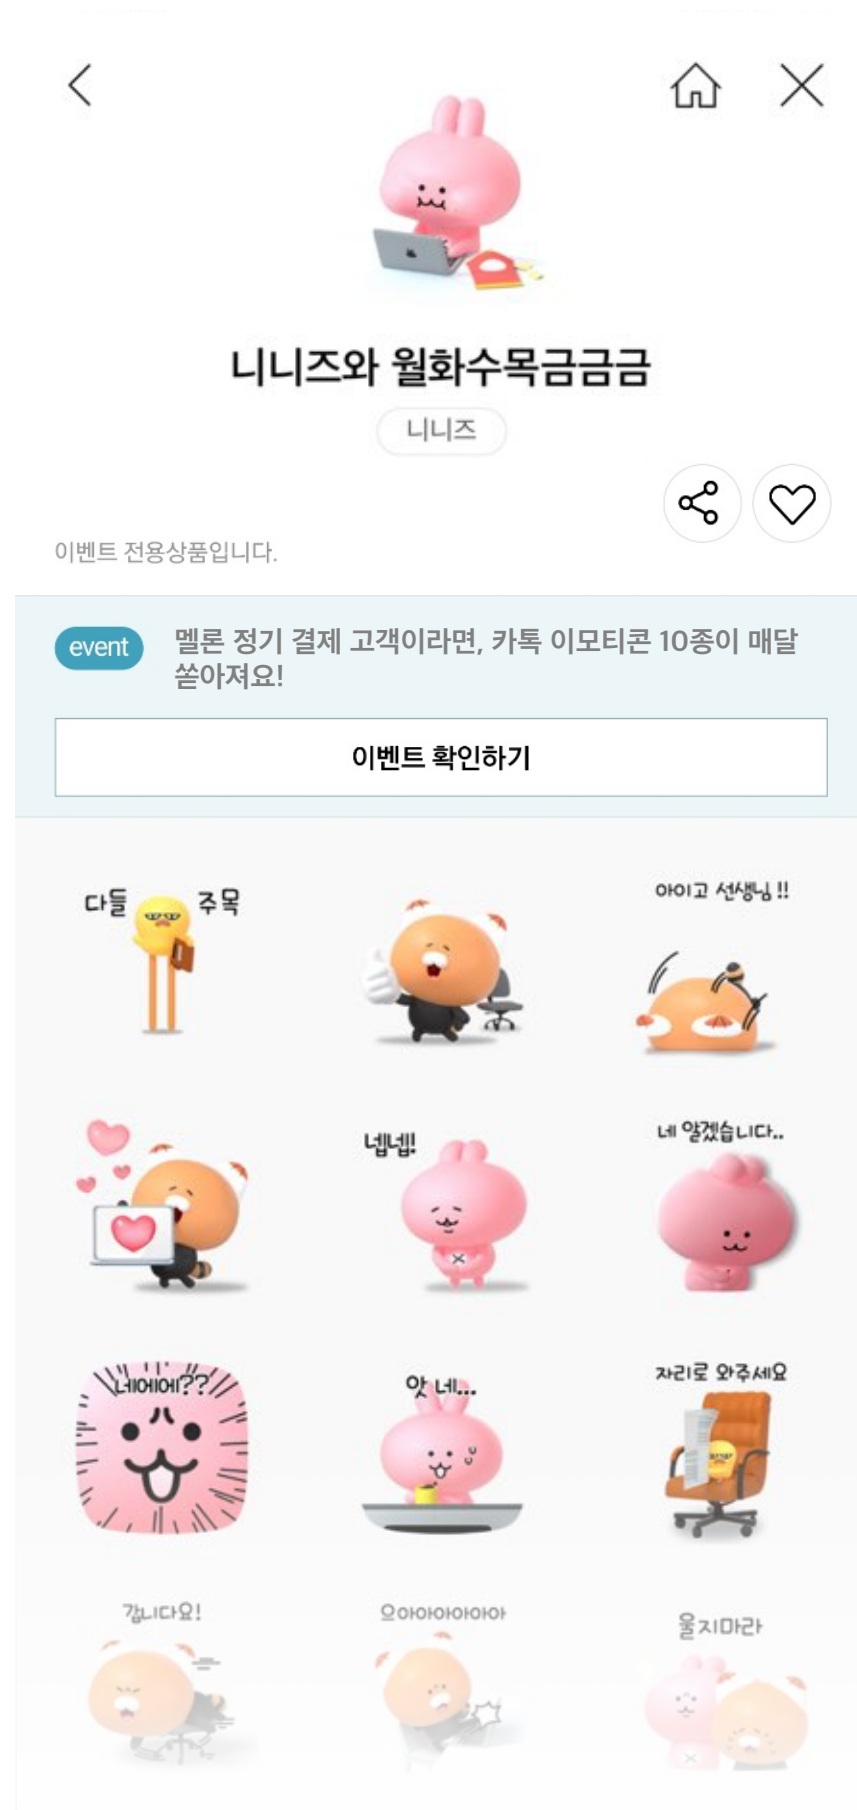 니니즈와 월화수목금금금
니니즈
이벤트 전용상품입니다.
event
멜론 정기 결제 고객이라면, 카톡 이모티콘 10종이 매달
쏟아져요!
이벤트 확인하기
다들 주목
아이고 선생님 !!
넵넵!
네 알겠습니다..
네에에에??
앗 네...
자리로 와주세요
갑니다요!
으아아아아아아
울지마라